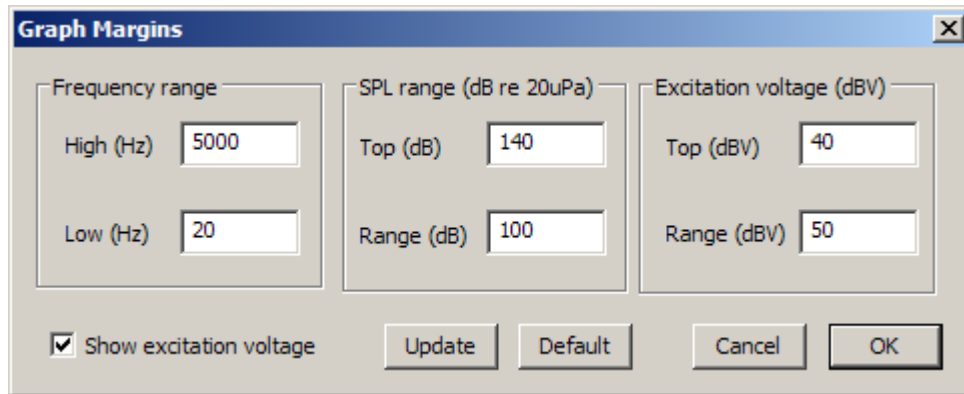 Graph Margins
Frequency range
High (Hz) 5000
Low (Hz) 20
SPL range (dB re 20uPa)
Top (dB) 140
Range (dB) 100
Excitation voltage (dBV)
Top (dBV) 40
Range (dBV) 50
Show excitation voltage
Update
Default
Cancel
OK